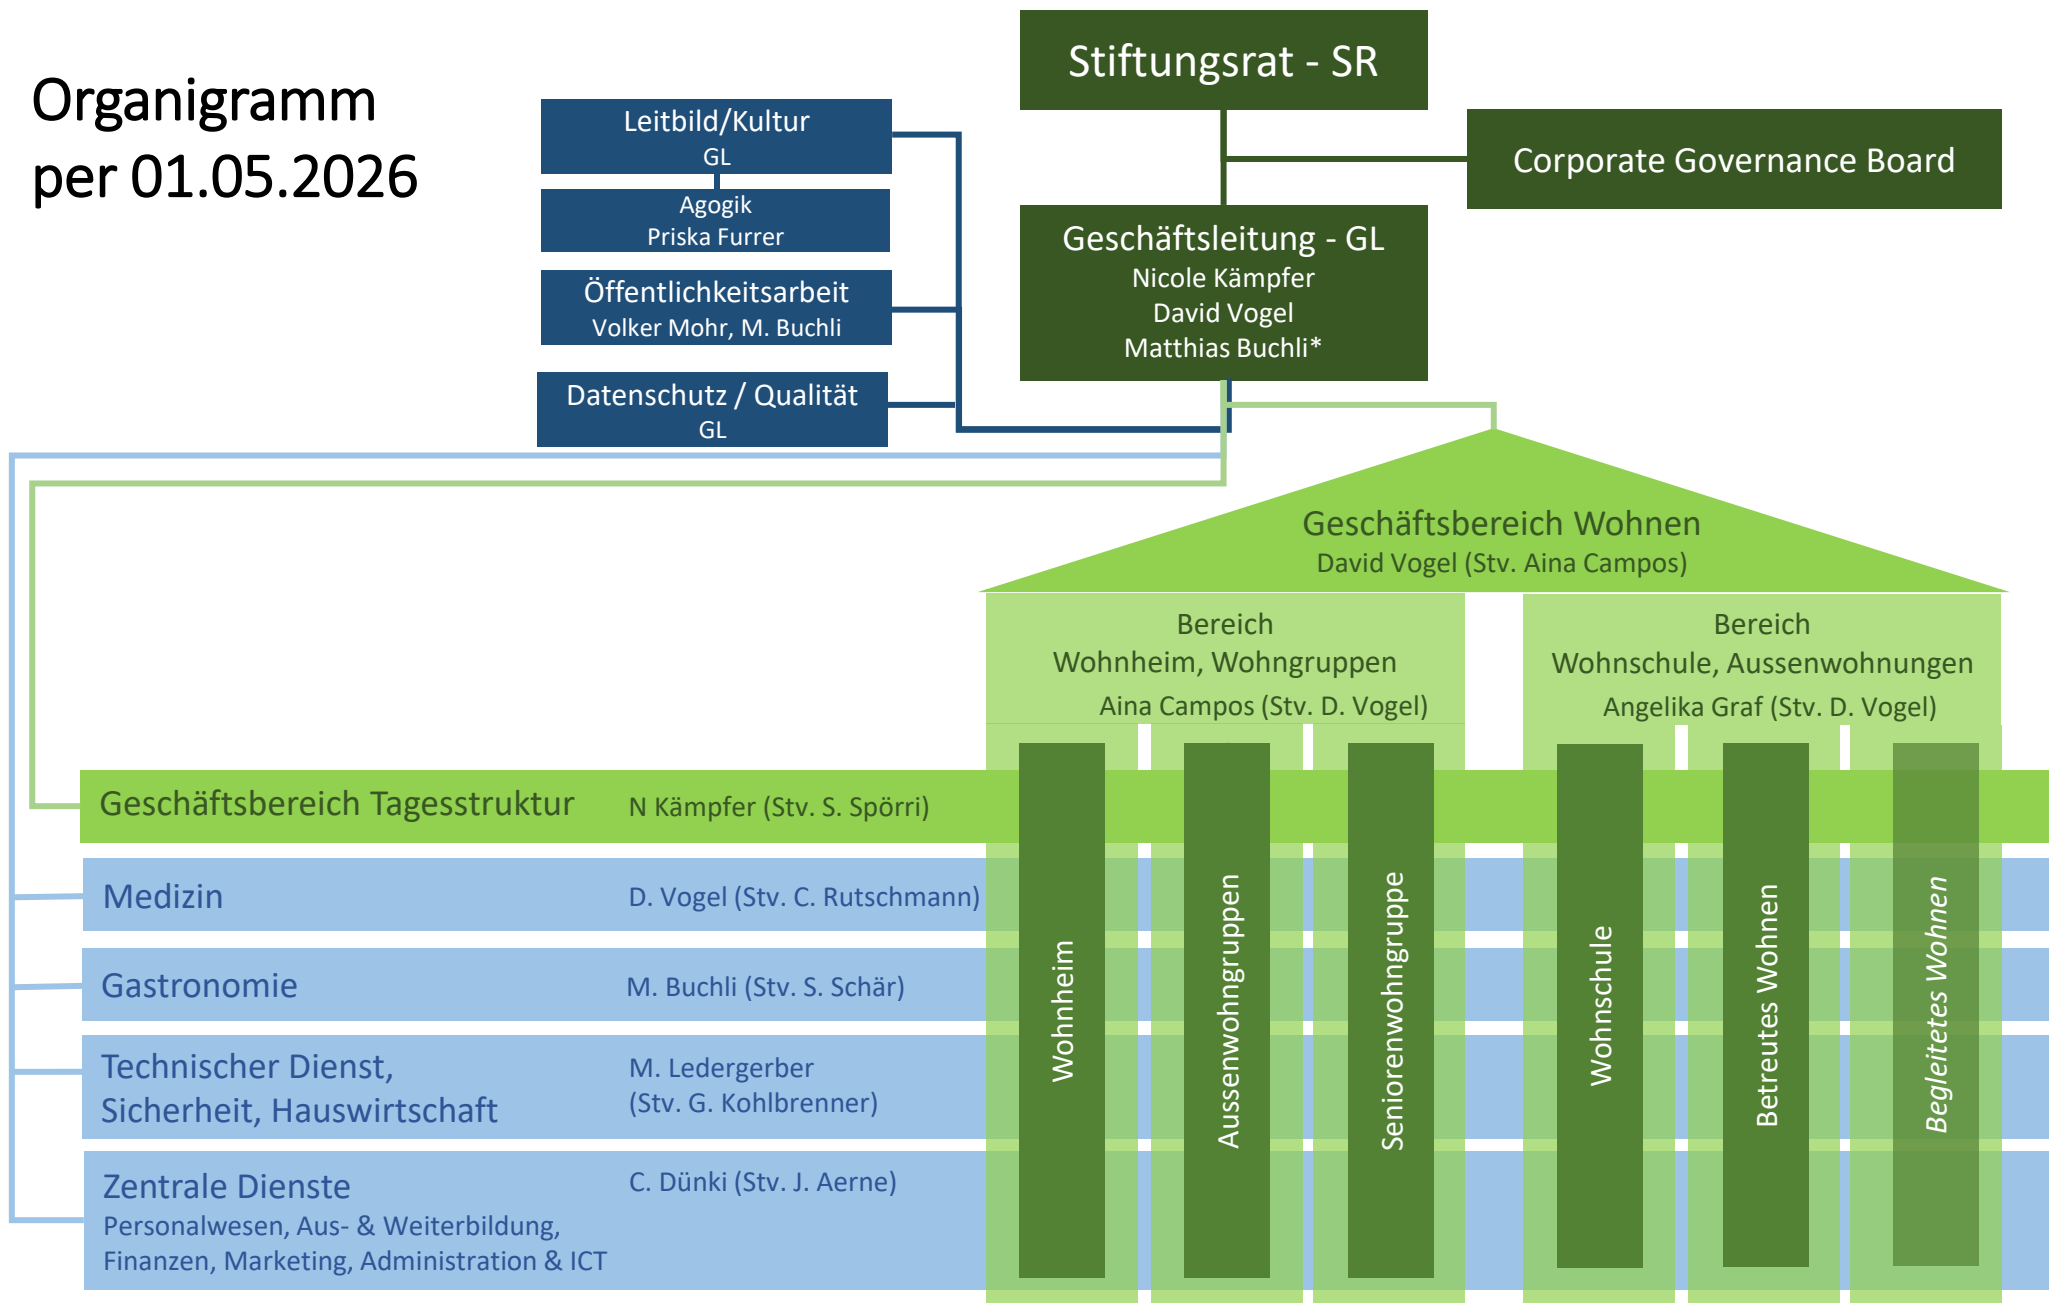 Organigramm
per 01.05.2026
Stiftungsrat - SR
Corporate Governance Board
Leitbild/Kultur
GL
Agogik
Priska Furrer
Öffentlichkeitsarbeit
Volker Mohr, M. Buchli
Datenschutz / Qualität
GL
Geschäftsleitung - GL
Nicole Kämpfer
David Vogel
Matthias Buchli*
Geschäftsbereich Wohnen
David Vogel (Stv. Aina Campos)
Bereich
Wohnheim, Wohngruppen
Aina Campos (Stv. D. Vogel)
Bereich
Wohnschule, Aussenwohnungen
Angelika Graf (Stv. D. Vogel)
Geschäftsbereich Tagesstruktur
N Kämpfer (Stv. S. Spörri)
Medizin
D. Vogel (Stv. C. Rutschmann)
Gastronomie
M. Buchli (Stv. S. Schär)
Technischer Dienst,
Sicherheit, Hauswirtschaft
M. Ledergerber
(Stv. G. Kohlbrenner)
Zentrale Dienste
C. Dünki (Stv. J. Aerne)
Personalwesen, Aus- & Weiterbildung,
Finanzen, Marketing, Administration & ICT
Wohnheim
Aussenwohngruppen
Seniorenwohngruppe
Wohnschule
Betreutes Wohnen
Begleitetes Wohnen